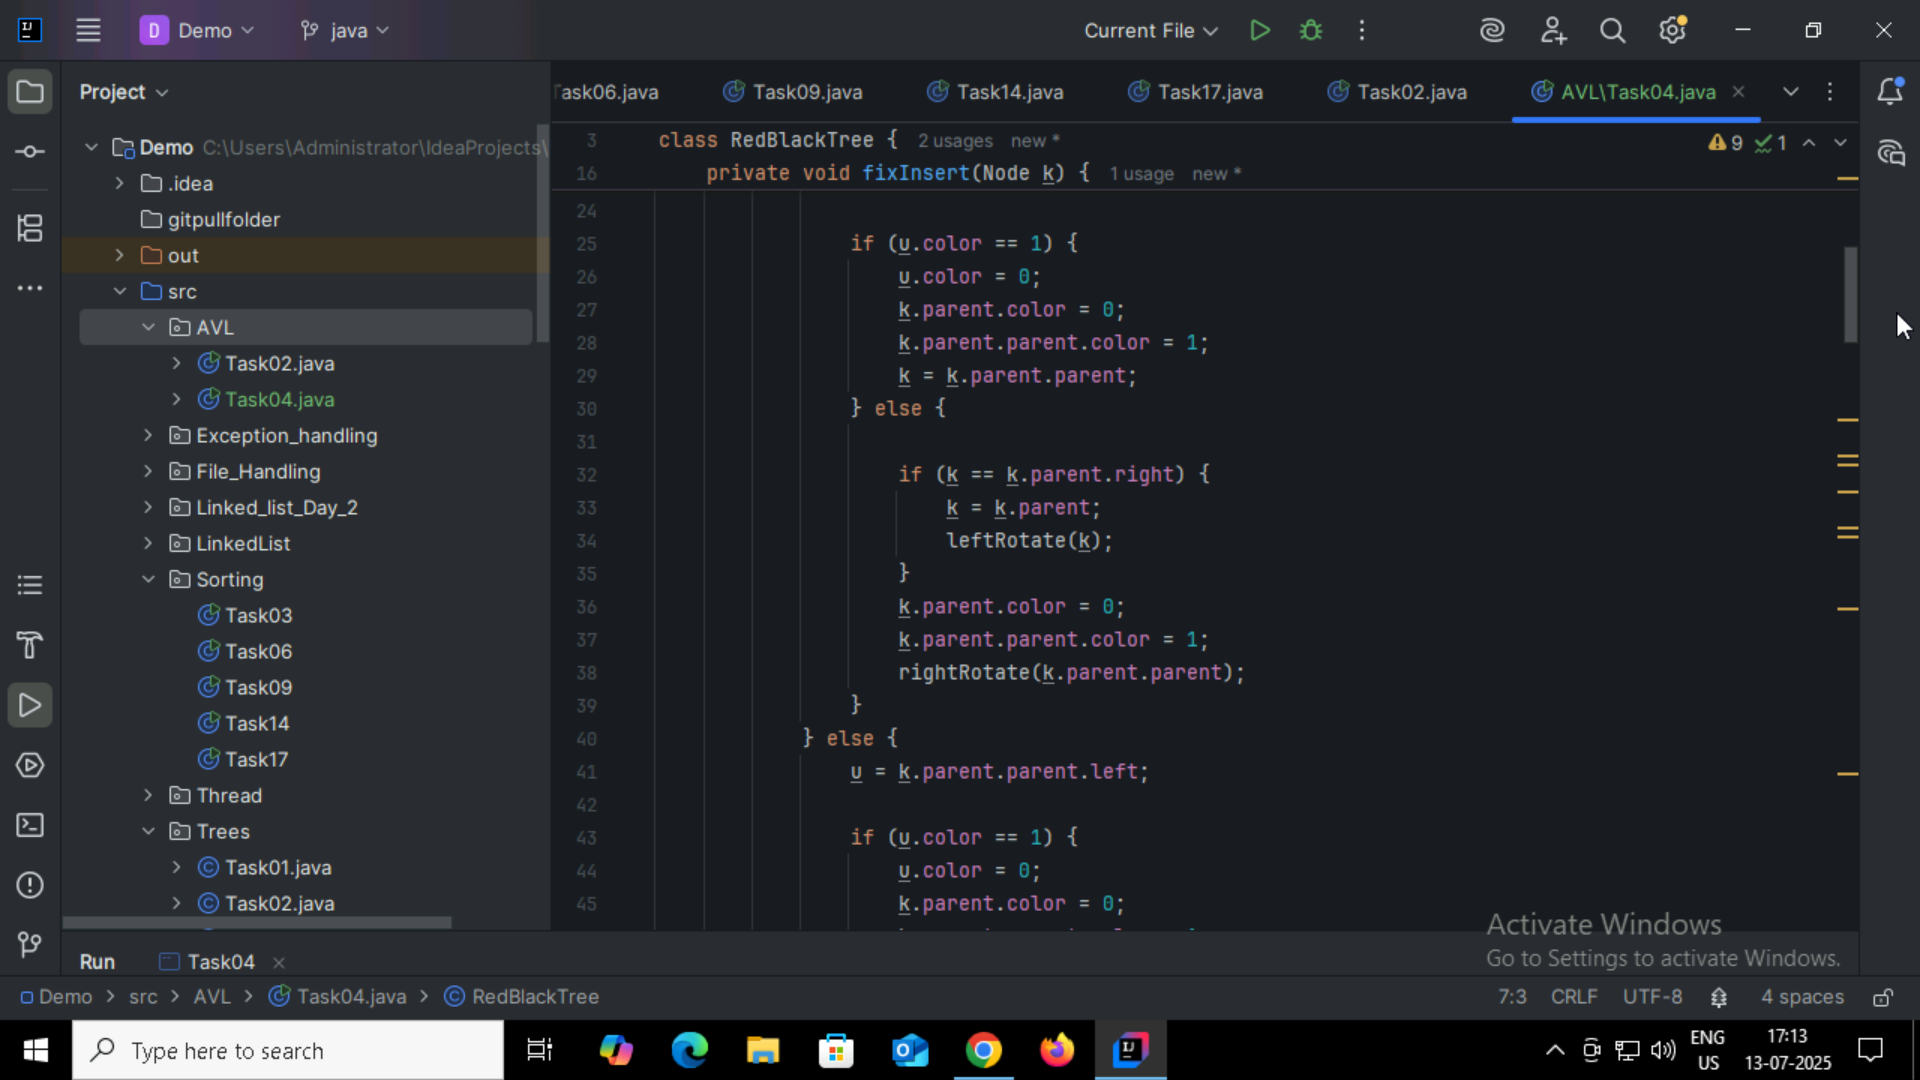 Demo
java
Current File
Project
Task06.java
Task09.java
Task14.java
Task17.java
Task02.java
AVL\Task04.java
Demo C:\Users\Administrator\IdeaProjects\
.idea
gitpullfolder
out
src
AVL
Task02.java
Task04.java
Exception_handling
File_Handling
Linked_list_Day_2
LinkedList
Sorting
Task03
Task06
Task09
Task14
Task17
Thread
Trees
Task01.java
Task02.java
3 class RedBlackTree { 2 usages new *
9 1
16 private void fixInsert(Node k) { 1 usage new *
24
25 if (u.color == 1) {
26 u.color = 0;
27 k.parent.color = 0;
28 k.parent.parent.color = 1;
29 k = k.parent.parent;
30 } else {
31
32 if (k == k.parent.right) {
33 k = k.parent;
34 leftRotate(k);
35 }
36 k.parent.color = 0;
37 k.parent.parent.color = 1;
38 rightRotate(k.parent.parent);
39 }
40 } else {
41 u = k.parent.parent.left;
42
43 if (u.color == 1) {
44 u.color = 0;
45 k.parent.color = 0;
Activate Windows
Go to Settings to activate Windows.
Run
Task04
Demo > src > AVL > Task04.java > RedBlackTree
7:3 CRLF UTF-8 4 spaces
Type here to search
ENG
US
17:13
13-07-2025